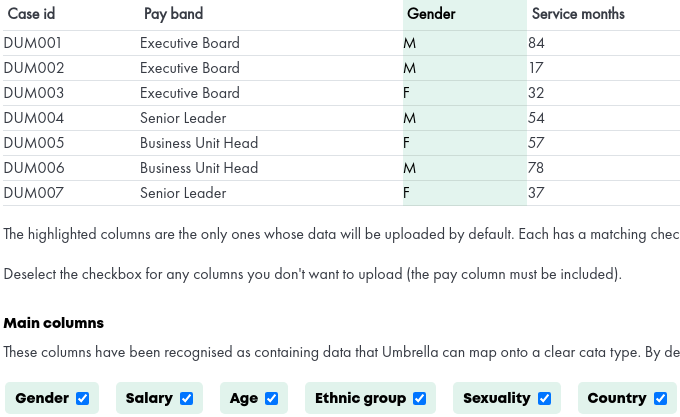 Case id Pay band Gender Service months
DUM001 Executive Board M 84
DUM002 Executive Board M 17
DUM003 Executive Board F 32
DUM004 Senior Leader M 54
DUM005 Business Unit Head F 57
DUM006 Business Unit Head M 78
DUM007 Senior Leader F 37
The highlighted columns are the only ones whose data will be uploaded by default. Each has a matching chec
Deselect the checkbox for any columns you don't want to upload (the pay column must be included).
Main columns
These columns have been recognised as containing data that Umbrella can map onto a clear cata type. By de
Gender Salary Age Ethnic group Sexuality Country